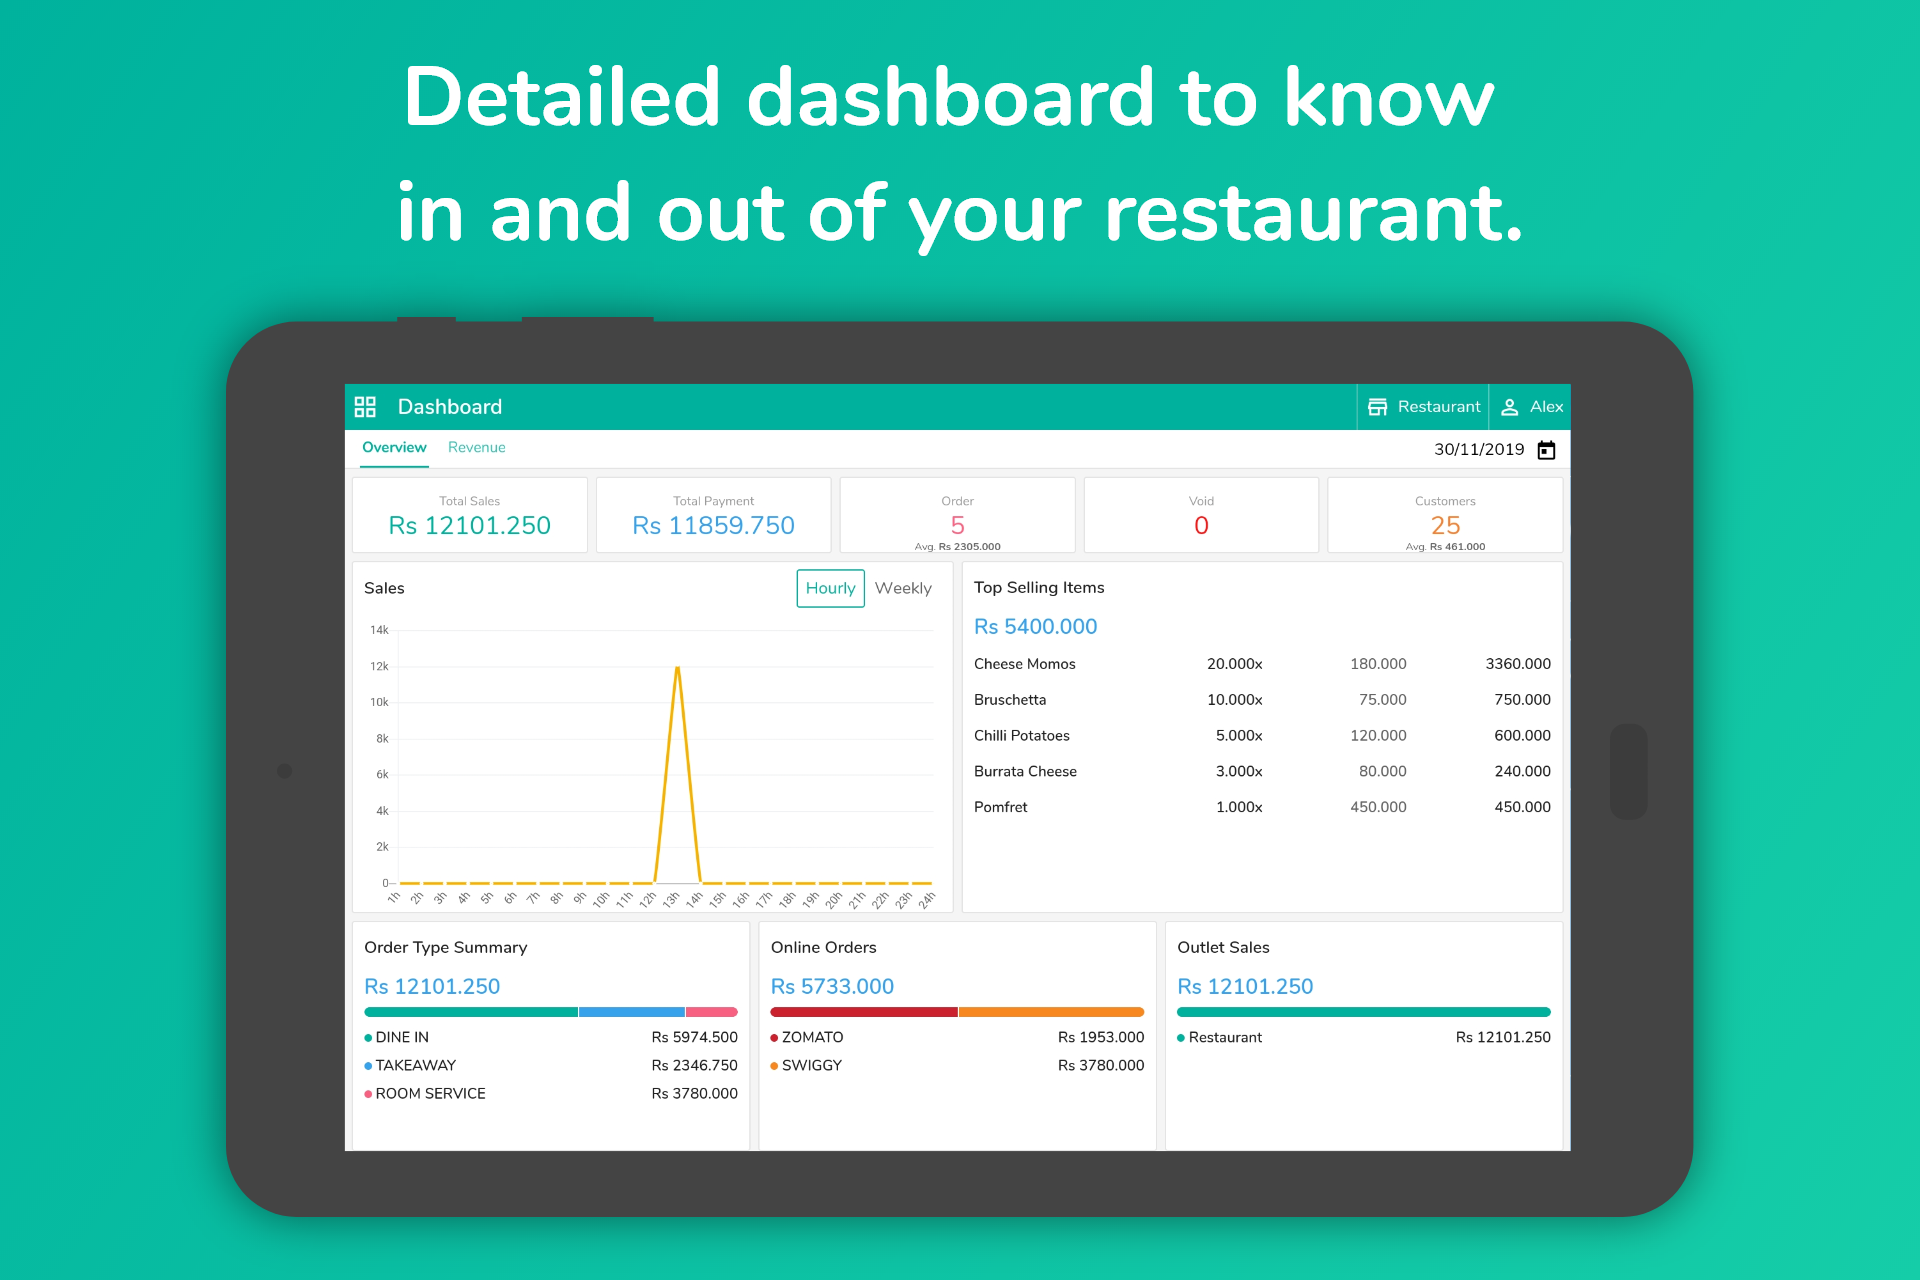 Detailed dashboard to know
in and out of your restaurant.
Dashboard
Restaurant
Alex
Overview
Revenue
30/11/2019
Total Sales
Rs 12101.250
Total Payment
Rs 11859.750
Order
5
Avg. Rs 2305.000
Void
0
Customers
25
Avg. Rs 461.000
Sales
Hourly
Weekly
14k
12k
10k
8k
6k
4k
2k
0
1h 2h 3h 4h 5h 6h 7h 8h 9h 10h 11h 12h 13h 14h 15h 16h 17h 18h 19h 20h 21h 22h 23h 24h
Top Selling Items
Rs 5400.000
Cheese Momos 20.000x 180.000 3360.000
Bruschetta 10.000x 75.000 750.000
Chilli Potatoes 5.000x 120.000 600.000
Burrata Cheese 3.000x 80.000 240.000
Pomfret 1.000x 450.000 450.000
Order Type Summary
Rs 12101.250
DINE IN Rs 5974.500
TAKEAWAY Rs 2346.750
ROOM SERVICE Rs 3780.000
Online Orders
Rs 5733.000
ZOMATO Rs 1953.000
SWIGGY Rs 3780.000
Outlet Sales
Rs 12101.250
Restaurant Rs 12101.250